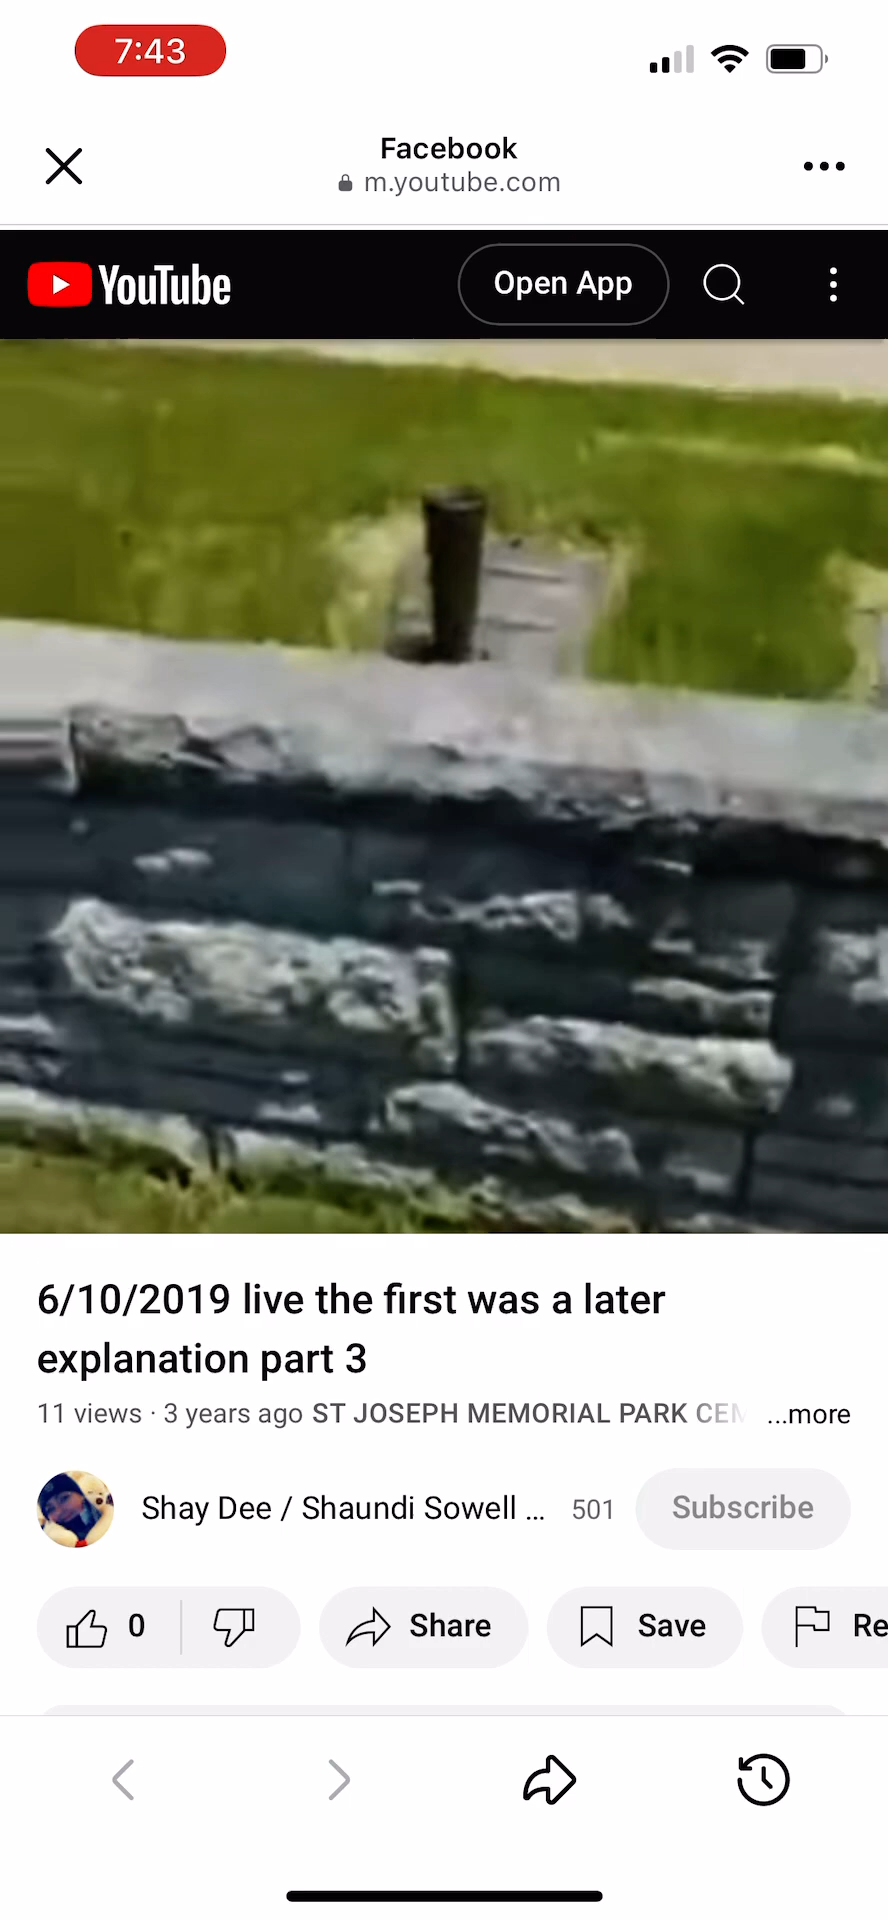 7:43
Facebook
m.youtube.com
YouTube
Open App
6/10/2019 live the first was a later
explanation part 3
11 views · 3 years ago ST JOSEPH MEMORIAL PARK CEM ...more
Shay Dee / Shaundi Sowell ... 501 Subscribe
0 Share Save Re